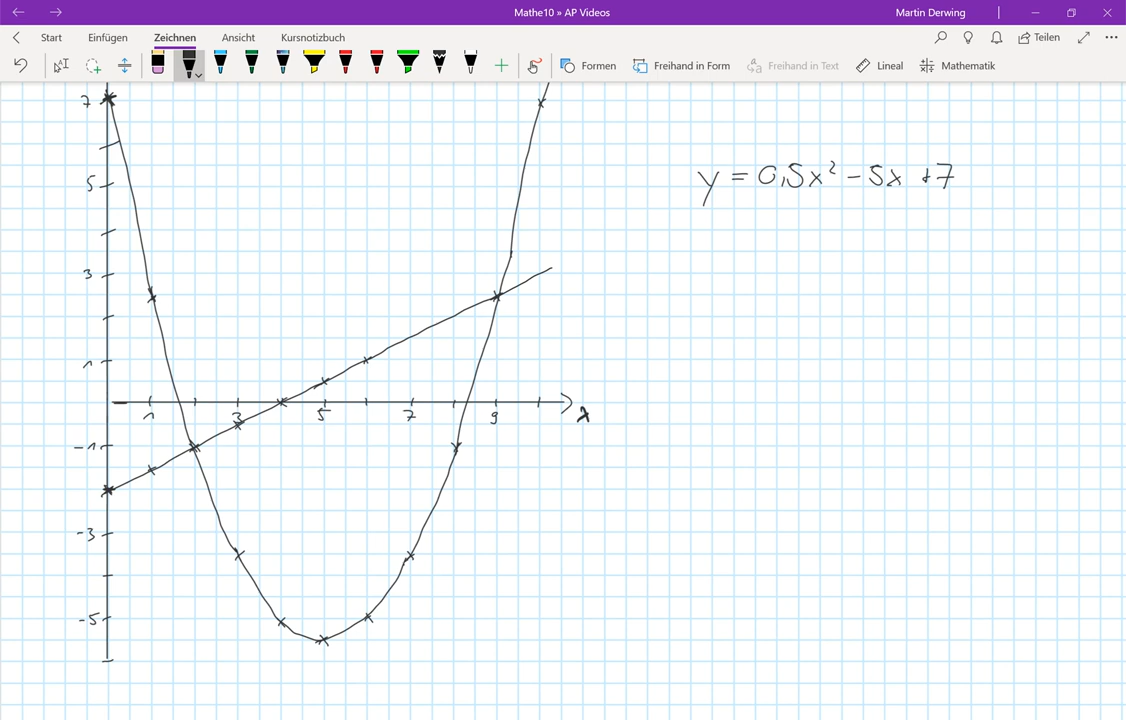 Mathe10 » AP Videos
Martin Derwing
Start Einfügen Zeichnen Ansicht Kursnotizbuch
Teilen
Formen Freihand in Form Freihand in Text Lineal Mathematik
7
5
3
1
-1
-3
-5
1 3 5 7 9 x
y = 0,5x² - 5x + 7